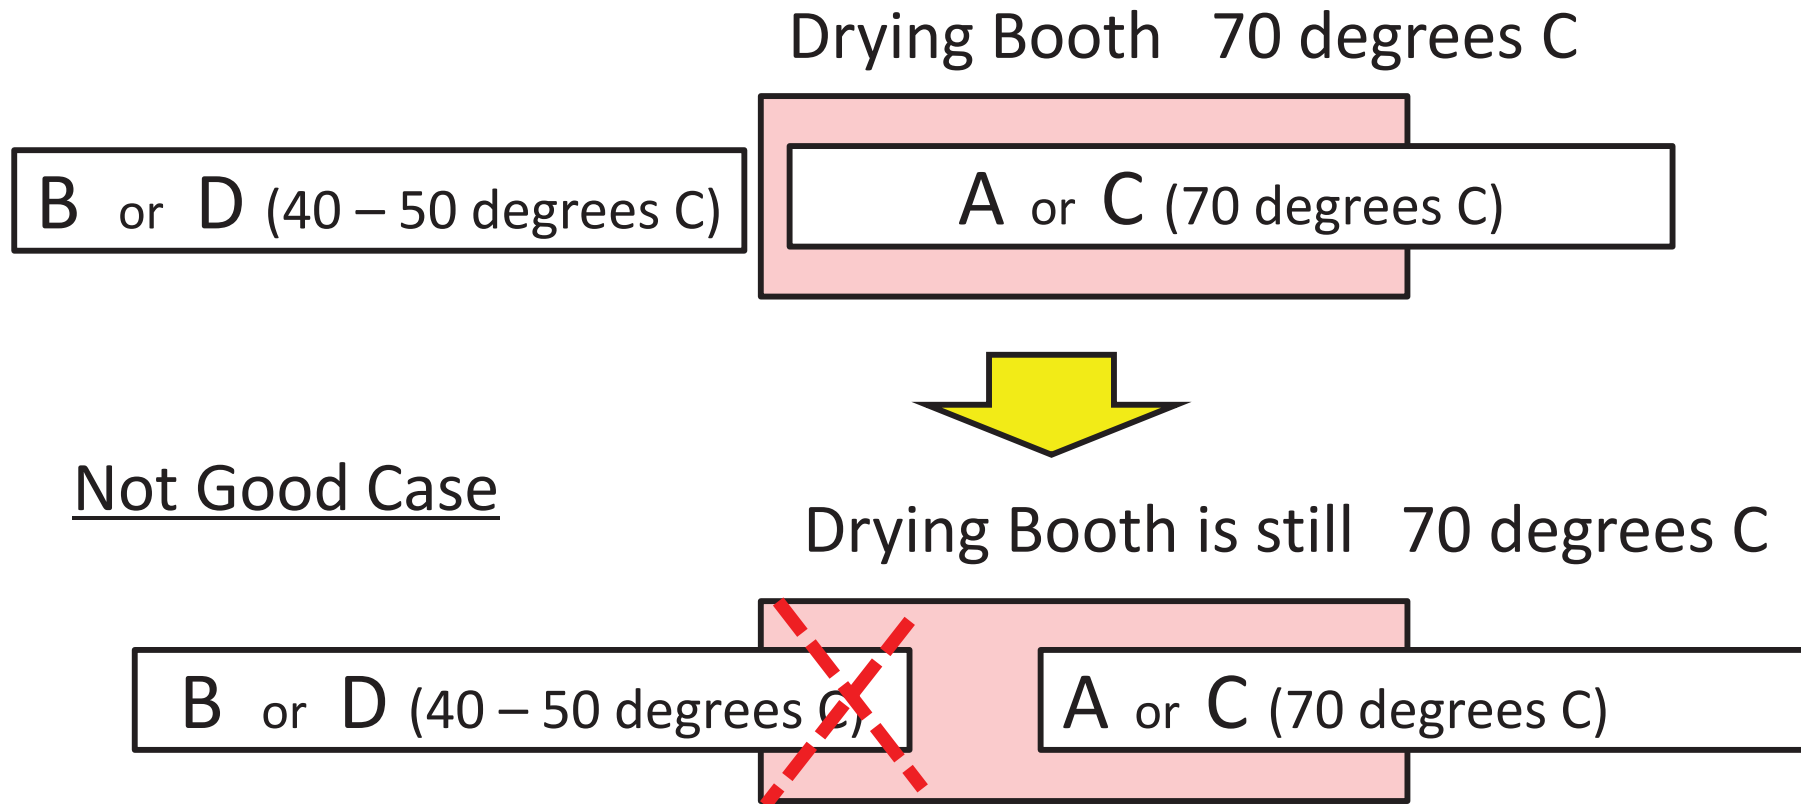 Drying Booth 70 degrees C
B or D (40 – 50 degrees C)
A or C (70 degrees C)
Not Good Case
Drying Booth is still 70 degrees C
B or D (40 – 50 degrees C)
A or C (70 degrees C)